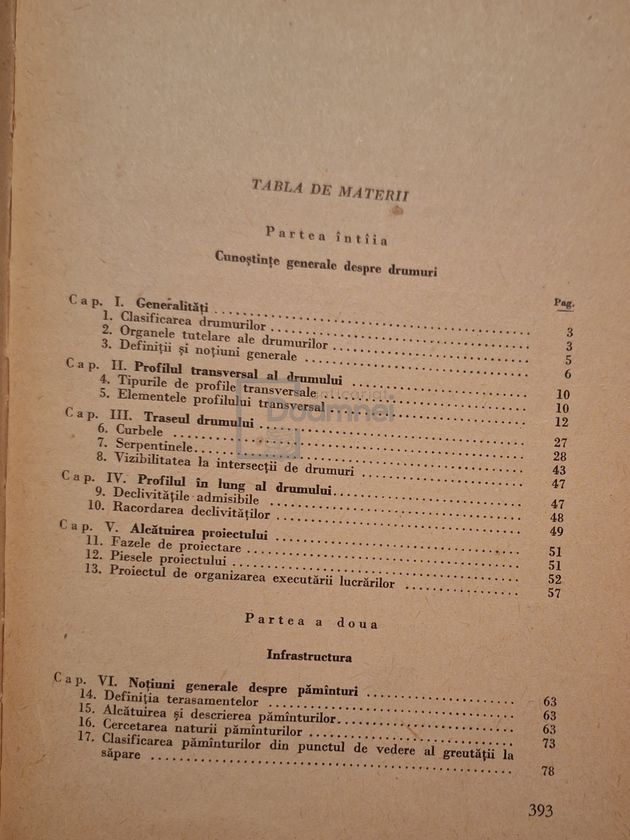 TABLA DE MATERII
Partea întîia
Cunoștințe generale despre drumuri
Pag.
Cap. I. Generalități . . . . . 3
1. Clasificarea drumurilor . . . . . 3
2. Organele tutelare ale drumurilor . . . . . 5
3. Definiții și noțiuni generale . . . . . 6
Cap. II. Profilul transversal al drumului . . . . . 10
4. Tipurile de profile transversale . . . . . 10
5. Elementele profilului transversal . . . . . 12
Cap. III. Traseul drumului . . . . . 27
6. Curbele . . . . . 28
7. Serpentinele . . . . . 43
8. Vizibilitatea la intersecții de drumuri . . . . . 47
Cap. IV. Profilul în lung al drumului . . . . . 47
9. Declivitățile admisibile . . . . . 48
10. Racordarea declivităților . . . . . 49
Cap. V. Alcătuirea proiectului . . . . . 51
11. Fazele de proiectare . . . . . 51
12. Piesele proiectului . . . . . 52
13. Proiectul de organizarea executării lucrărilor . . . . . 57
Partea a doua
Infrastructura
Cap. VI. Noțiuni generale despre pămînturi . . . . . 63
14. Definiția terasamentelor . . . . . 63
15. Alcătuirea și descrierea pămînturilor . . . . . 63
16. Cercetarea naturii pămînturilor . . . . . 73
17. Clasificarea pămînturilor din punctul de vedere al greutății la
săpare . . . . . 78
393
Doamnei